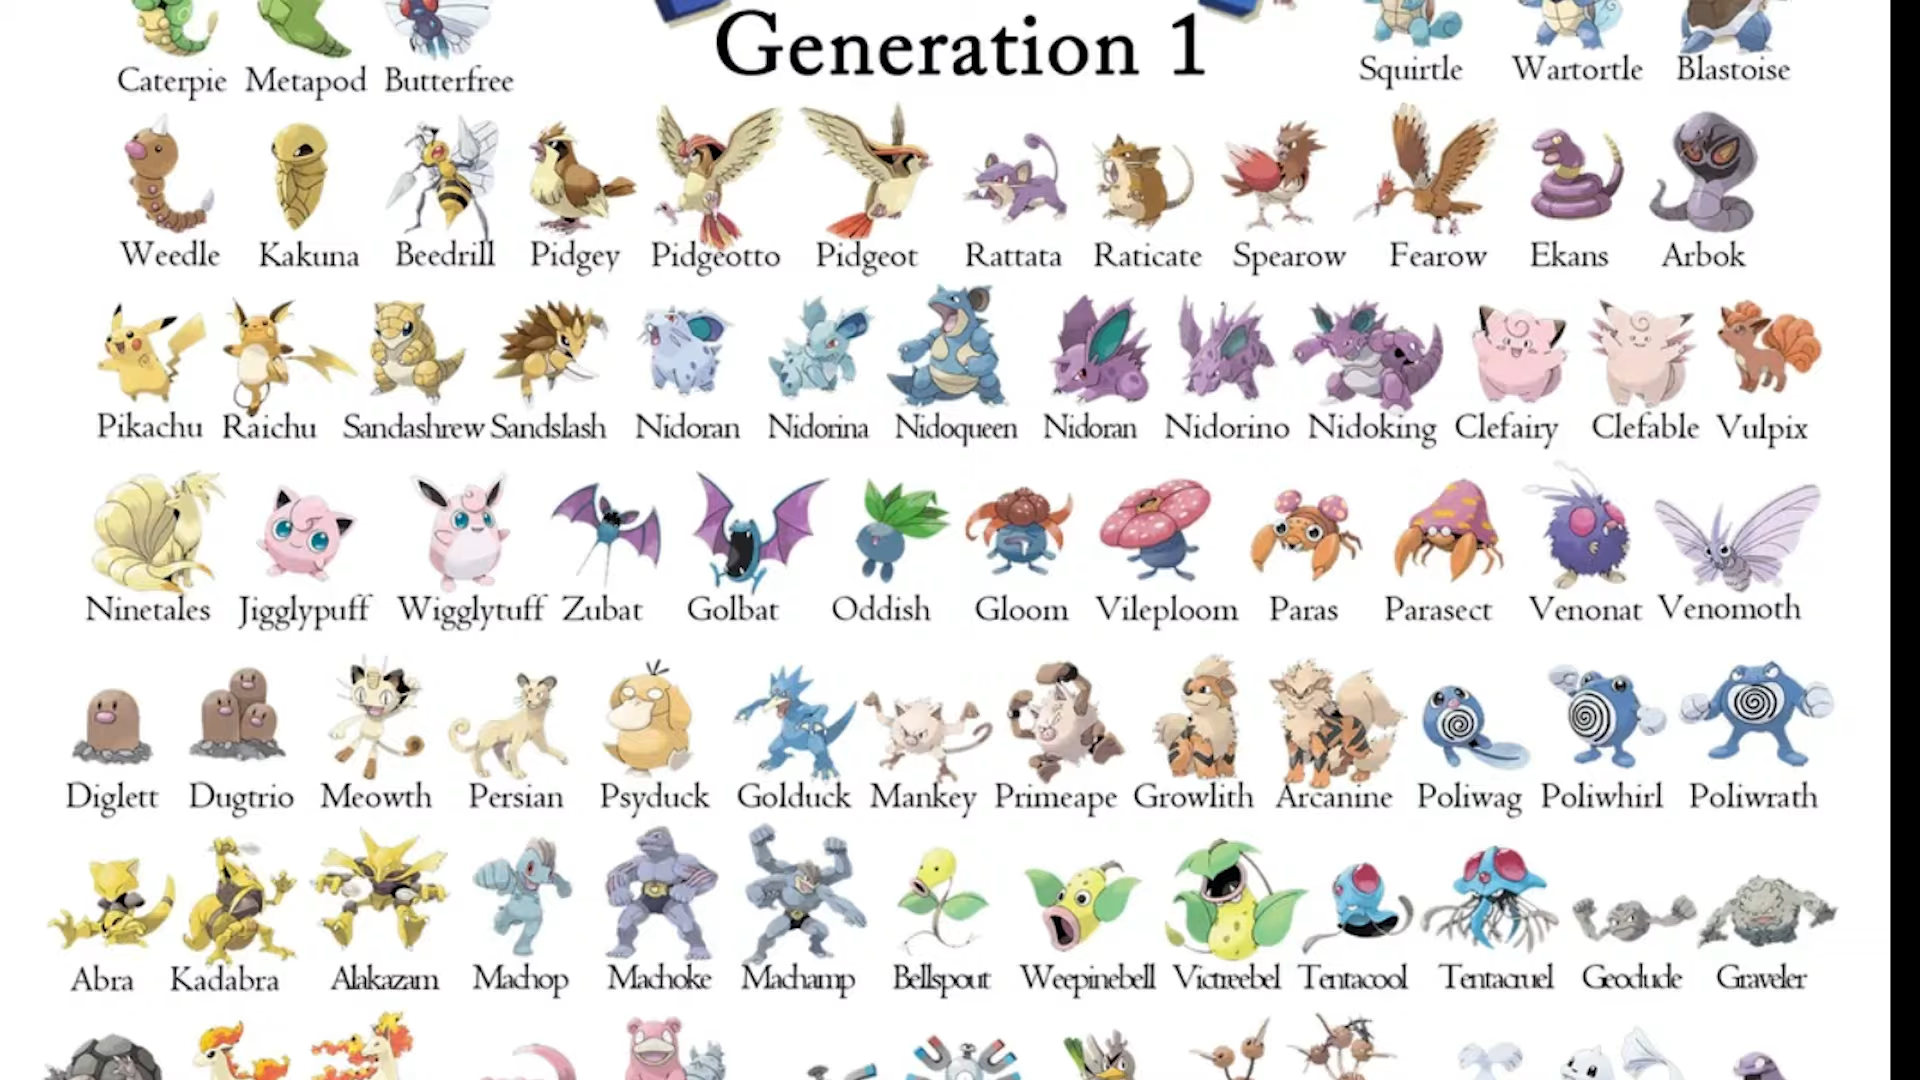 Generation 1
Caterpie Metapod Butterfree Squirtle Wartortle Blastoise
Weedle Kakuna Beedrill Pidgey Pidgeotto Pidgeot Rattata Raticate Spearow Fearow Ekans Arbok
Pikachu Raichu Sandashrew Sandslash Nidoran Nidorina Nidoqueen Nidoran Nidorino Nidoking Clefairy Clefable Vulpix
Ninetales Jigglypuff Wigglytuff Zubat Golbat Oddish Gloom Vileploom Paras Parasect Venonat Venomoth
Diglett Dugtrio Meowth Persian Psyduck Golduck Mankey Primeape Growlith Arcanine Poliwag Poliwhirl Poliwrath
Abra Kadabra Alakazam Machop Machoke Machamp Bellspout Weepinebell Victreebel Tentacool Tentacruel Geodude Graveler